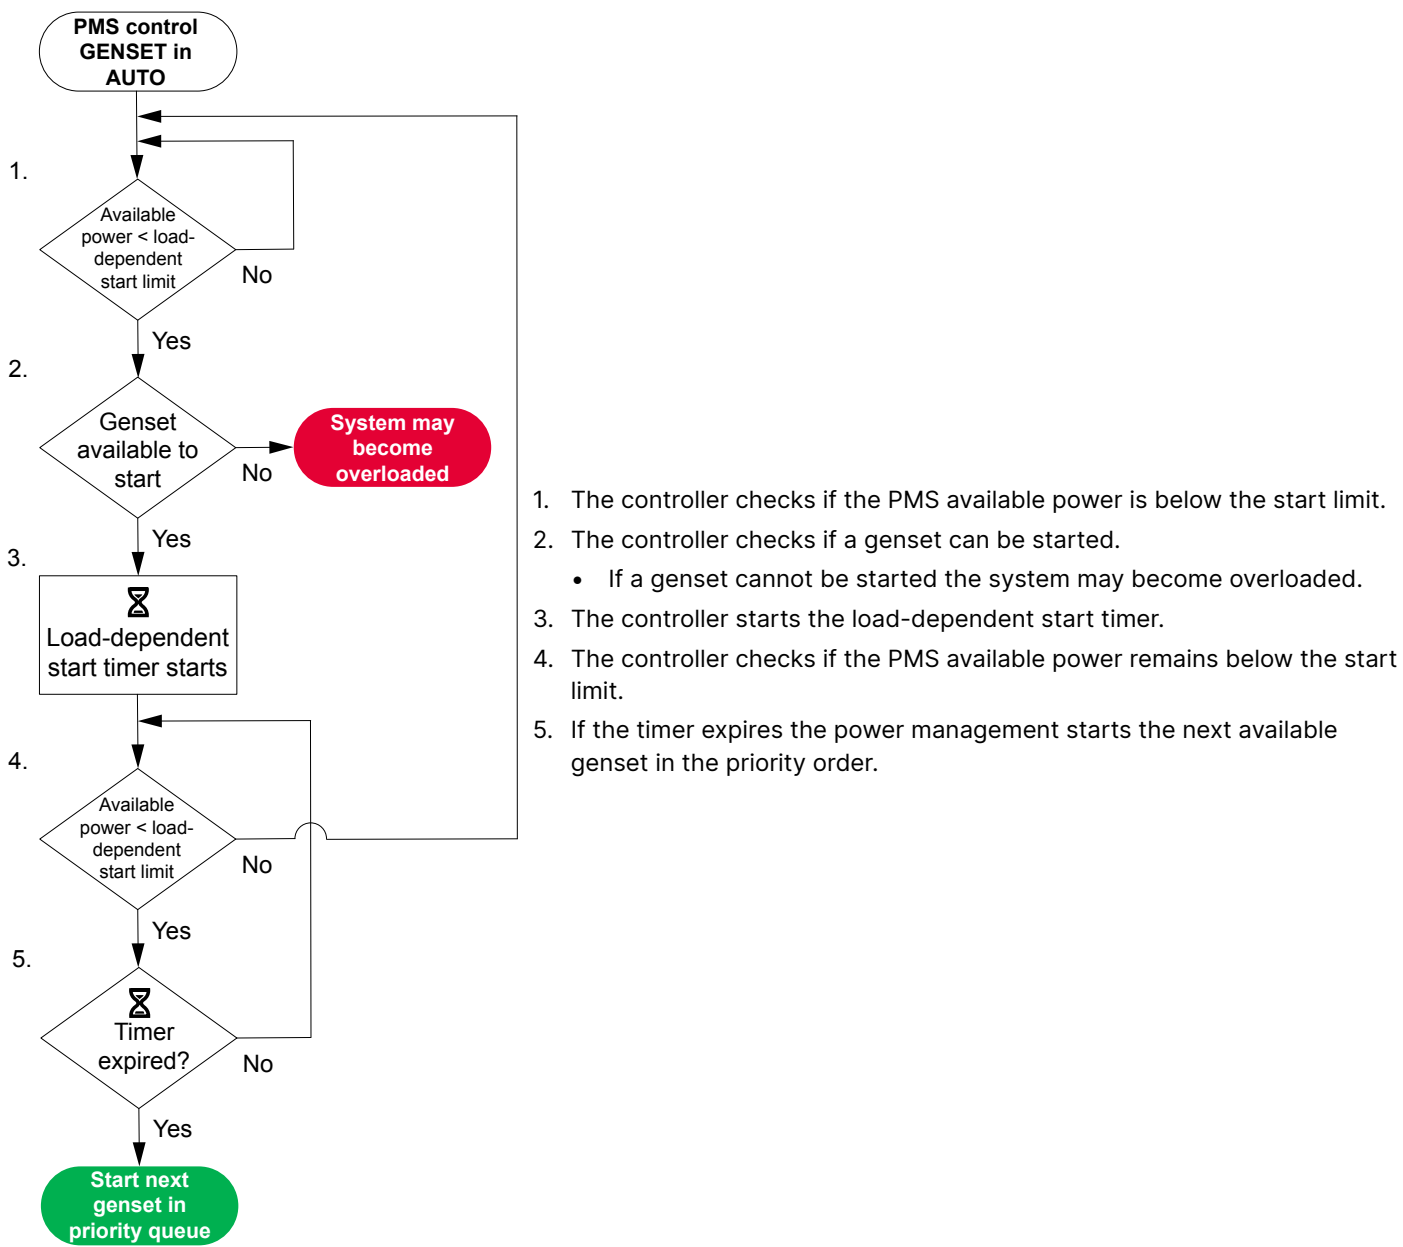 PMS control
GENSET in
AUTO
1.
Available
power < load-
dependent
start limit
No
Yes
2.
Genset
available to
start
No
System may
become
overloaded
Yes
3.
Load-dependent
start timer starts
4.
Available
power < load-
dependent
start limit
No
Yes
5.
Timer
expired?
No
Yes
Start next
genset in
priority queue
1. The controller checks if the PMS available power is below the start limit.
2. The controller checks if a genset can be started.
• If a genset cannot be started the system may become overloaded.
3. The controller starts the load-dependent start timer.
4. The controller checks if the PMS available power remains below the start
limit.
5. If the timer expires the power management starts the next available
genset in the priority order.